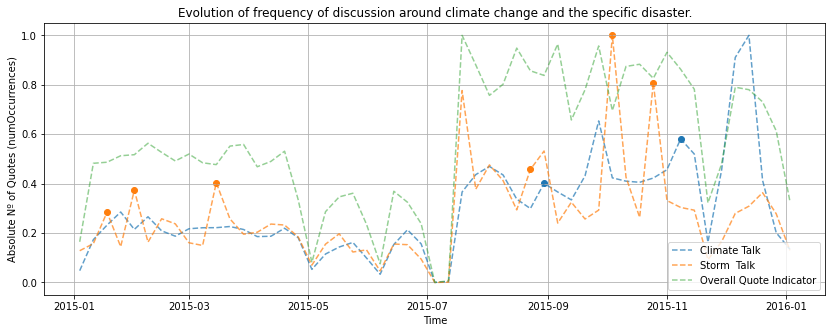 Evolution of frequency of discussion around climate change and the specific disaster.
Absolute Nº of Quotes (numOccurrences)
1.0
0.8
0.6
0.4
0.2
0.0
Climate Talk
Storm  Talk
Overall Quote Indicator
2015-01 2015-03 2015-05 2015-07 2015-09 2015-11 2016-01
Time